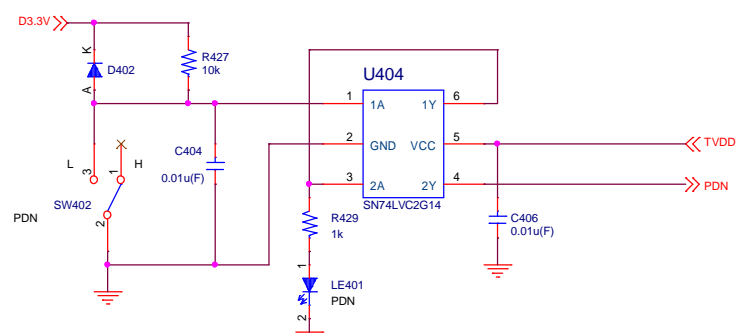 D3.3V
K
D402
A
R427
10k
U404
1 1A 1Y 6
2 GND VCC 5
3 2A 2Y 4
SN74LVC2G14
TVDD
PDN
L
3
1
H
SW402
2
PDN
C404
0.01u(F)
R429
1k
C406
0.01u(F)
1
LE401
PDN
2